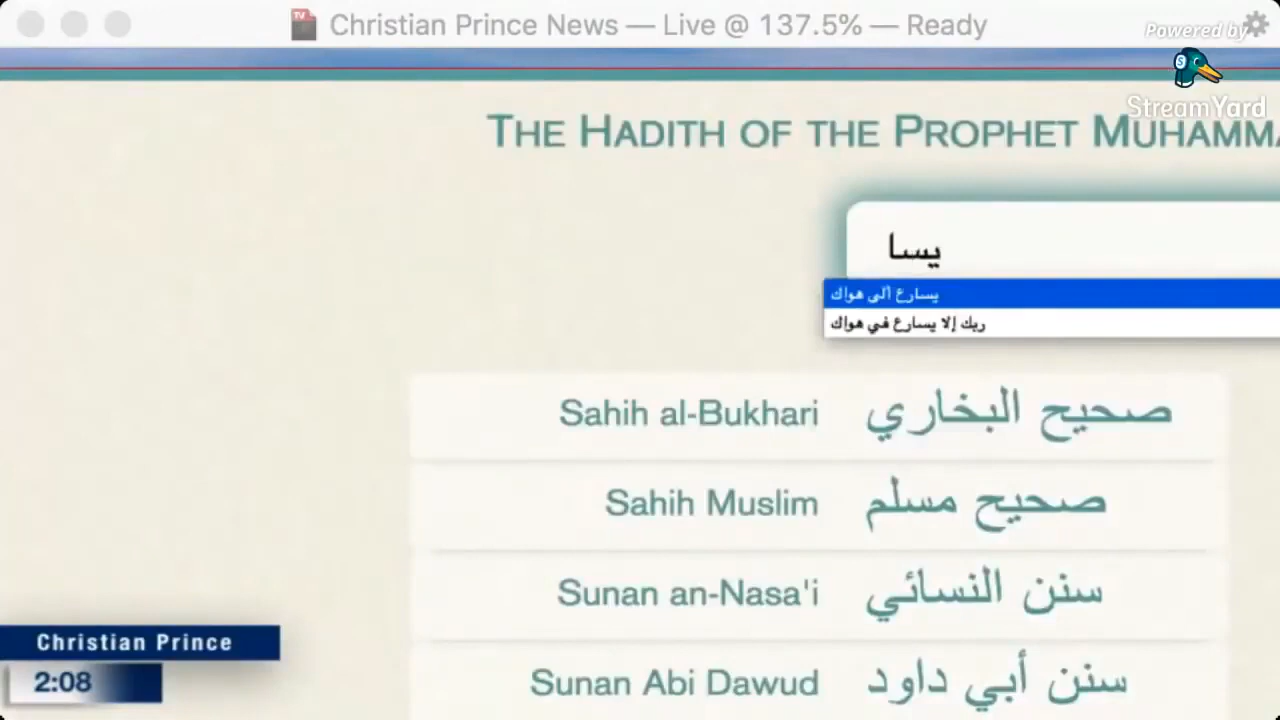 Christian Prince News — Live @ 137.5% — Ready
Powered by
StreamYard
THE HADITH OF THE PROPHET MUHAMMA
يسا
يسارع ألى هواك
ربك إلا يسارع في هواك
Sahih al-Bukhari صحيح البخاري
Sahih Muslim صحيح مسلم
Sunan an-Nasa'i سنن النسائي
Sunan Abi Dawud سنن أبي داود
Christian Prince
2:08